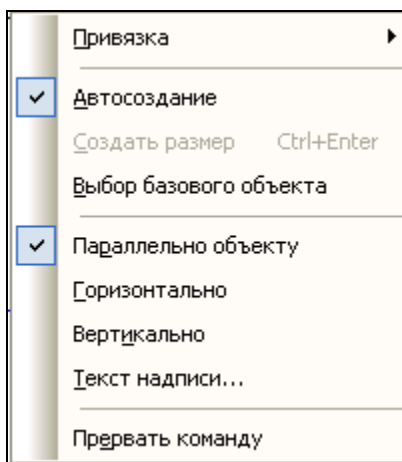 Привязка
Автосоздание
Создать размер Ctrl+Enter
Выбор базового объекта
Параллельно объекту
Горизонтально
Вертикально
Текст надписи...
Прервать команду